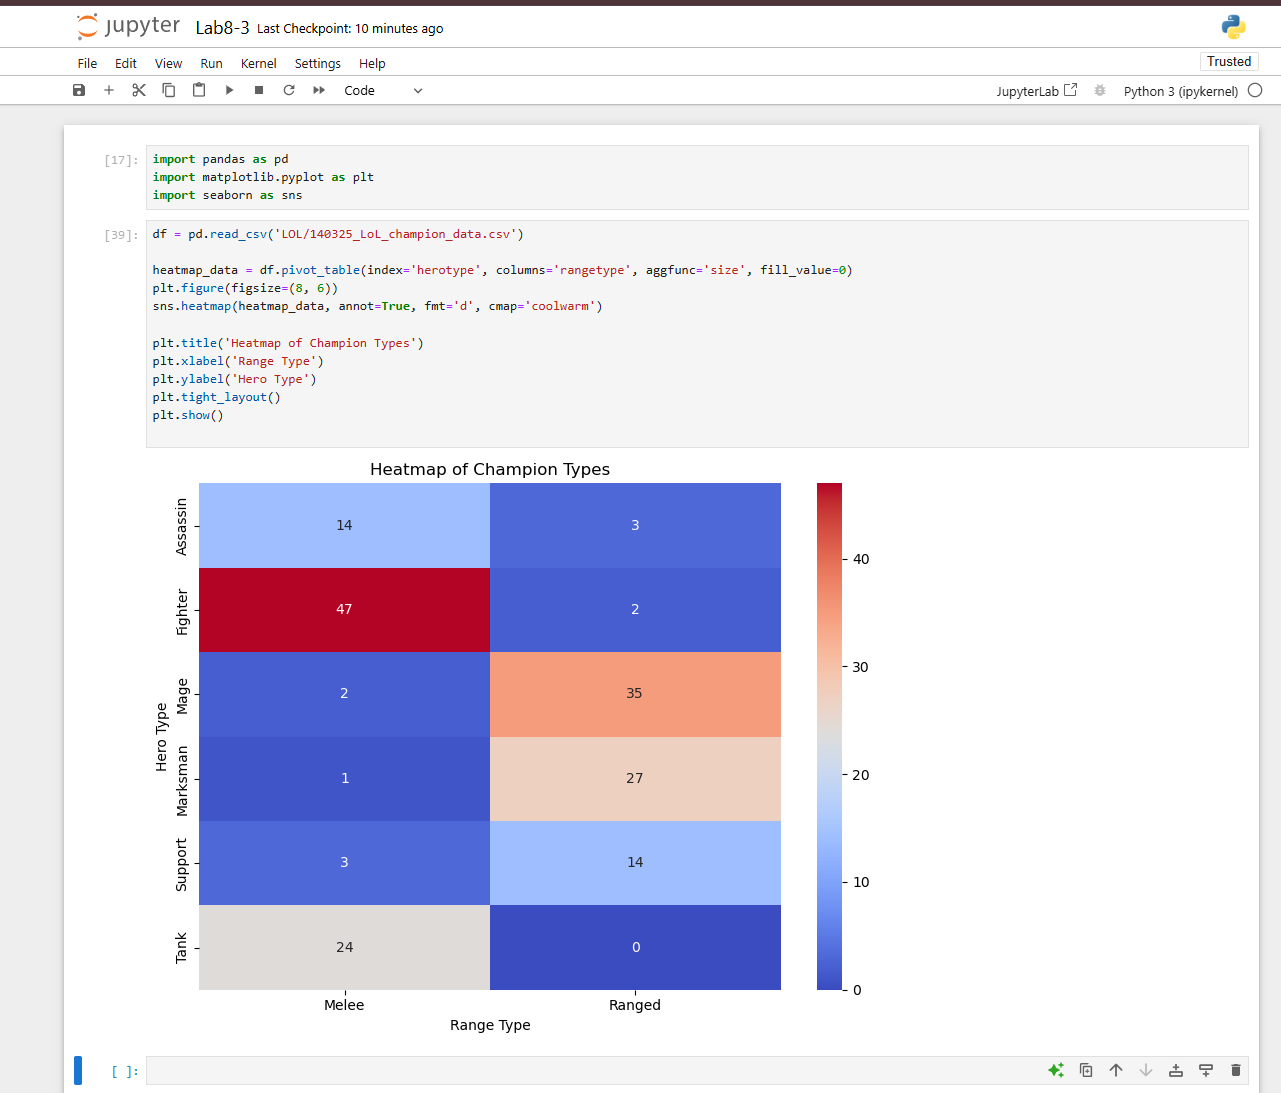 jupyter Lab8-3 Last Checkpoint: 10 minutes ago
File Edit View Run Kernel Settings Help
Trusted
Code
JupyterLab
Python 3 (ipykernel)
[17]:
import pandas as pd
import matplotlib.pyplot as plt
import seaborn as sns
[39]:
df = pd.read_csv('LOL/140325_LoL_champion_data.csv')
heatmap_data = df.pivot_table(index='herotype', columns='rangetype', aggfunc='size', fill_value=0)
plt.figure(figsize=(8, 6))
sns.heatmap(heatmap_data, annot=True, fmt='d', cmap='coolwarm')
plt.title('Heatmap of Champion Types')
plt.xlabel('Range Type')
plt.ylabel('Hero Type')
plt.tight_layout()
plt.show()
Heatmap of Champion Types
Hero Type
Assassin 14 3
Fighter 47 2
Mage 2 35
Marksman 1 27
Support 3 14
Tank 24 0
Melee Ranged
Range Type
40
30
20
10
0
[ ]: